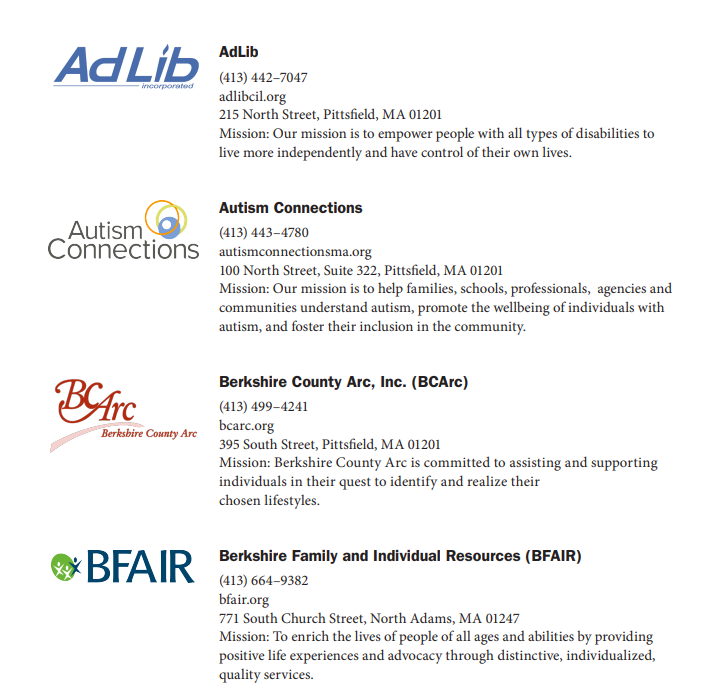 AdLib
incorporated
AdLib
(413) 442–7047
adlibcil.org
215 North Street, Pittsfield, MA 01201
Mission: Our mission is to empower people with all types of disabilities to
live more independently and have control of their own lives.
Autism
Connections
Autism Connections
(413) 443–4780
autismconnectionsma.org
100 North Street, Suite 322, Pittsfield, MA 01201
Mission: Our mission is to help families, schools, professionals,  agencies and
communities understand autism, promote the wellbeing of individuals with
autism, and foster their inclusion in the community.
BCArc
Berkshire County Arc
Berkshire County Arc, Inc. (BCArc)
(413) 499–4241
bcarc.org
395 South Street, Pittsfield, MA 01201
Mission: Berkshire County Arc is committed to assisting and supporting
individuals in their quest to identify and realize their
chosen lifestyles.
BFAIR
Berkshire Family and Individual Resources (BFAIR)
(413) 664–9382
bfair.org
771 South Church Street, North Adams, MA 01247
Mission: To enrich the lives of people of all ages and abilities by providing
positive life experiences and advocacy through distinctive, individualized,
quality services.